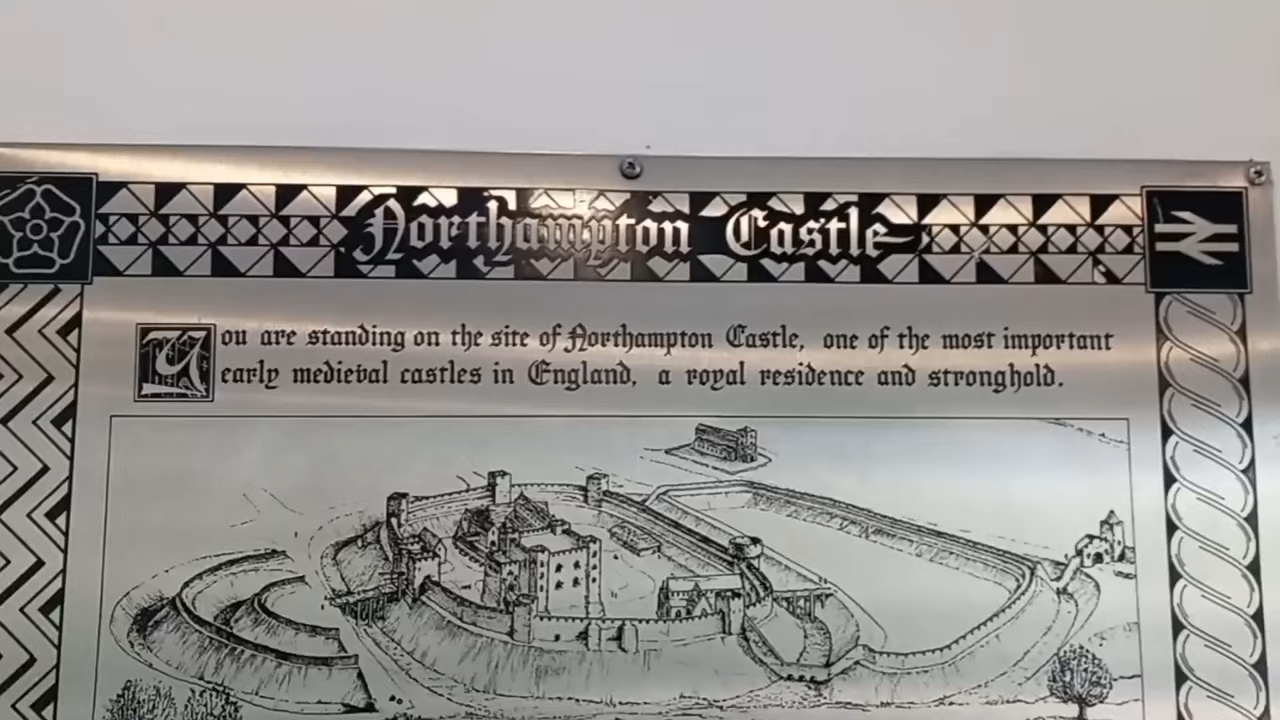 Northampton Castle
You are standing on the site of Northampton Castle, one of the most important
early medieval castles in England, a royal residence and stronghold.